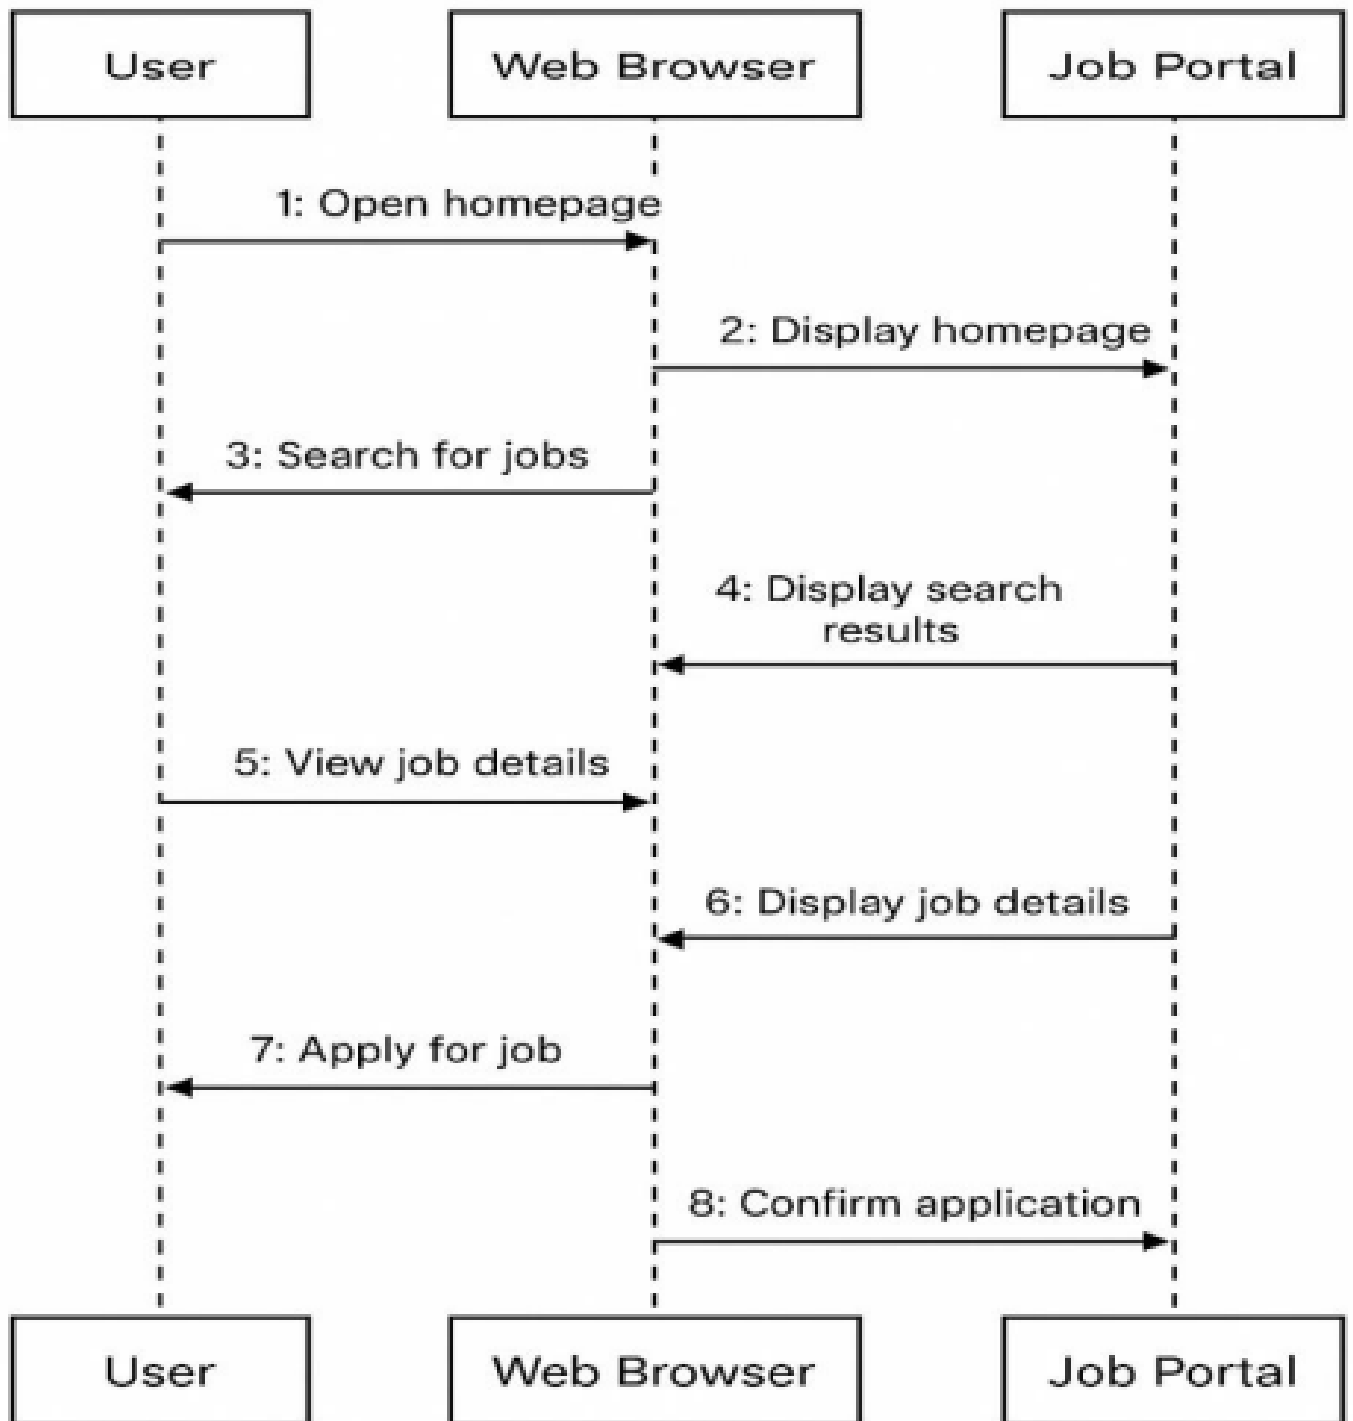 User
Web Browser
Job Portal
1: Open homepage
2: Display homepage
3: Search for jobs
4: Display search
results
5: View job details
6: Display job details
7: Apply for job
8: Confirm application
User
Web Browser
Job Portal